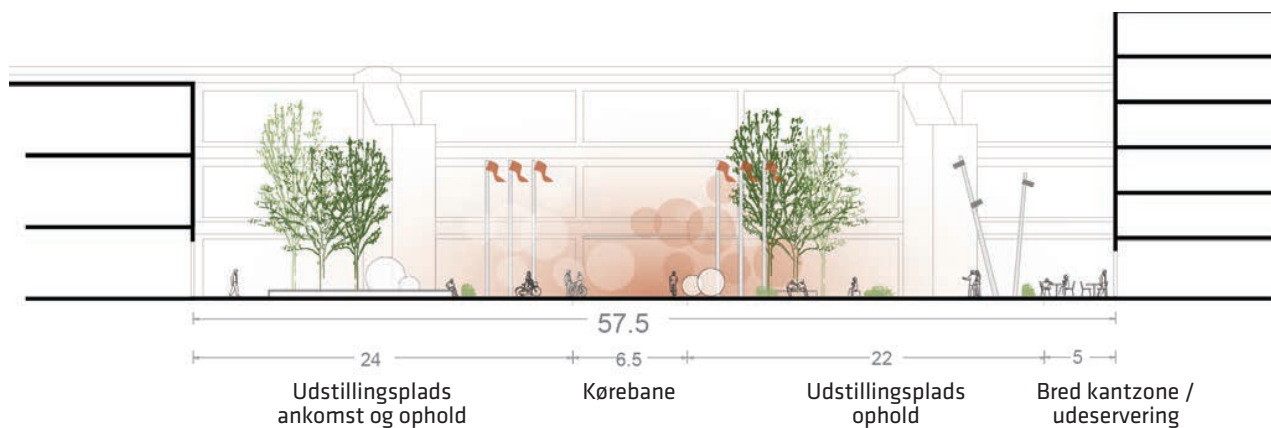 57.5
24
6.5
22
5
Udstillingsplads
ankomst og ophold
Kørebane
Udstillingsplads
ophold
Bred kantzone /
udeservering